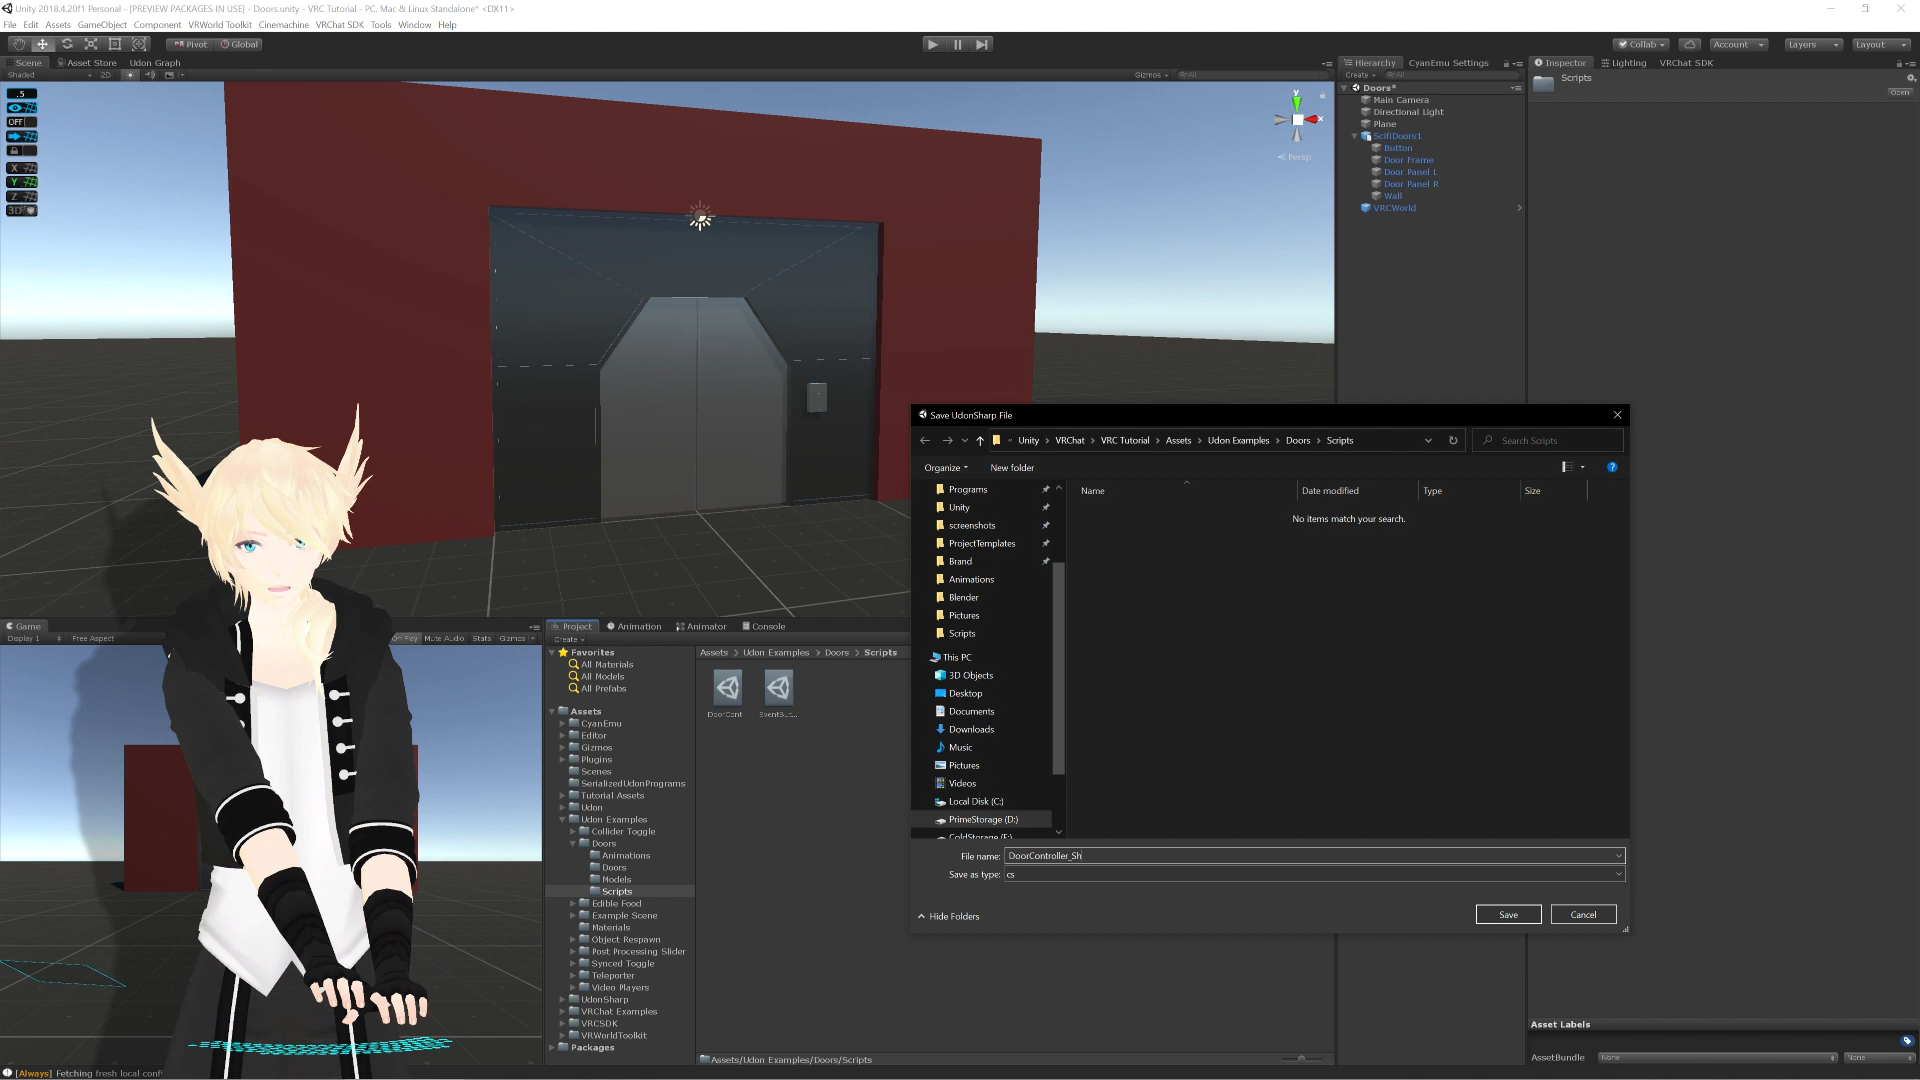 Unity 2018.4.20f1 Personal - [PREVIEW PACKAGES IN USE] - Doors.unity - VRC Tutorial - PC, Mac & Linux Standalone* <DX11>
File Edit Assets GameObject Component VRWorld Toolkit Cinemachine VRChat SDK Tools Window Help
Pivot Global
Collab Account Layers Layout
Scene Asset Store Udon Graph
Shaded 2D Gizmos All
.5
OFF
X
Y
Z
3D
y
x
Persp
Hierarchy CyanEmu Settings
Create All
Doors*
Main Camera
Directional Light
Plane
ScifiDoors1
Button
Door Frame
Door Panel L
Door Panel R
Wall
VRCWorld
Inspector Lighting VRChat SDK
Scripts
Open
Save UdonSharp File
« Unity > VRChat > VRC Tutorial > Assets > Udon Examples > Doors > Scripts
Search Scripts
Organize New folder
Programs
Unity
screenshots
ProjectTemplates
Brand
Animations
Blender
Pictures
Scripts
This PC
3D Objects
Desktop
Documents
Downloads
Music
Pictures
Videos
Local Disk (C:)
PrimeStorage (D:)
ColdStorage (E:)
Name Date modified Type Size
No items match your search.
File name: DoorController_Sh
Save as type: cs
Hide Folders
Save Cancel
Game
Display 1 Free Aspect On Play Mute Audio Stats Gizmos
Project Animation Animator Console
Create
Favorites
All Materials
All Models
All Prefabs
Assets
CyanEmu
Editor
Gizmos
Plugins
Scenes
SerializedUdonPrograms
Tutorial Assets
Udon
Udon Examples
Collider Toggle
Doors
Animations
Doors
Models
Scripts
Edible Food
Example Scene
Materials
Object Respawn
Post Processing Slider
Synced Toggle
Teleporter
Video Players
UdonSharp
VRChat Examples
VRCSDK
VRWorldToolkit
Packages
Assets > Udon Examples > Doors > Scripts
DoorCont
EventBut...
Assets/Udon Examples/Doors/Scripts
Asset Labels
AssetBundle None None
[Always] Fetching fresh local conf